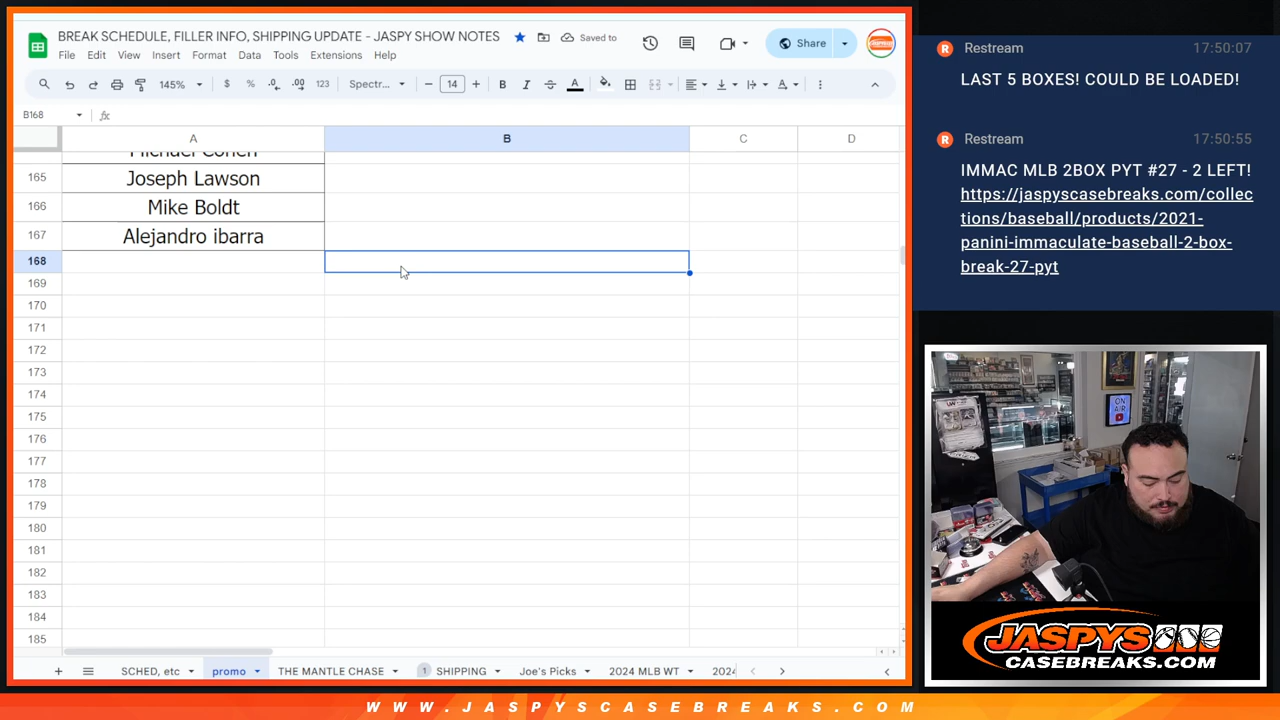 BREAK SCHEDULE, FILLER INFO, SHIPPING UPDATE - JASPY SHOW NOTES
Saved to
File Edit View Insert Format Data Tools Extensions Help
Share
145%
$ % .0 .00 123
Spectr...
14
B I
A
B168
fx
A B C D
165 Joseph Lawson
166 Mike Boldt
167 Alejandro ibarra
168
169
170
171
172
173
174
175
176
177
178
179
180
181
182
183
184
185
SCHED, etc promo THE MANTLE CHASE 1 SHIPPING Joe's Picks 2024 MLB WT 2024
R Restream 17:50:07
LAST 5 BOXES! COULD BE LOADED!
R Restream 17:50:55
IMMAC MLB 2BOX PYT #27 - 2 LEFT!
https://jaspyscasebreaks.com/collec
tions/baseball/products/2021-
panini-immaculate-baseball-2-box-
break-27-pyt
ON
AIR
JASPYS
CASEBREAKS.COM
WWW.JASPYSCASEBREAKS.COM